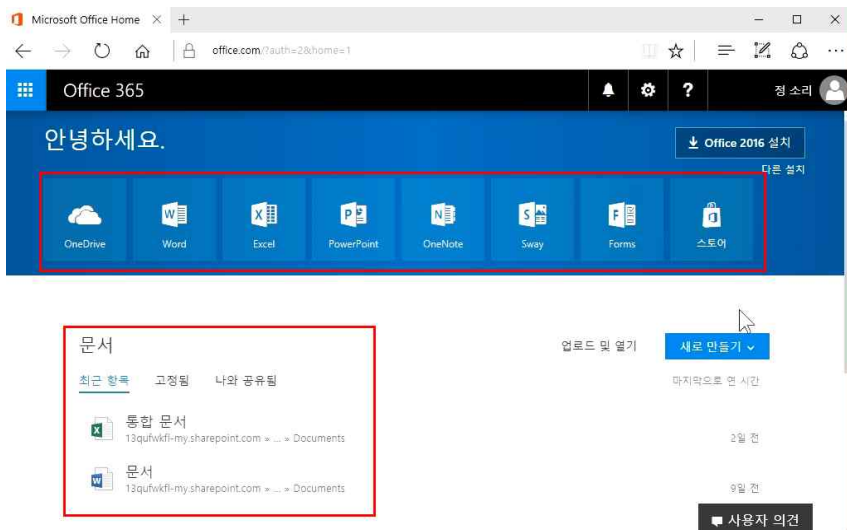 Microsoft Office Home
office.com/?auth=2&home=1
Office 365
?
정 소리
안녕하세요.
Office 2016 설치
다른 설치
OneDrive
Word
Excel
PowerPoint
OneNote
Sway
Forms
스토어
문서
업로드 및 열기
새로 만들기
최근 항목 고정됨 나와 공유됨
마지막으로 연 시간
통합 문서
13qufwkfl-my.sharepoint.com » ... » Documents
2일 전
문서
13qufwkfl-my.sharepoint.com » ... » Documents
9일 전
사용자 의견